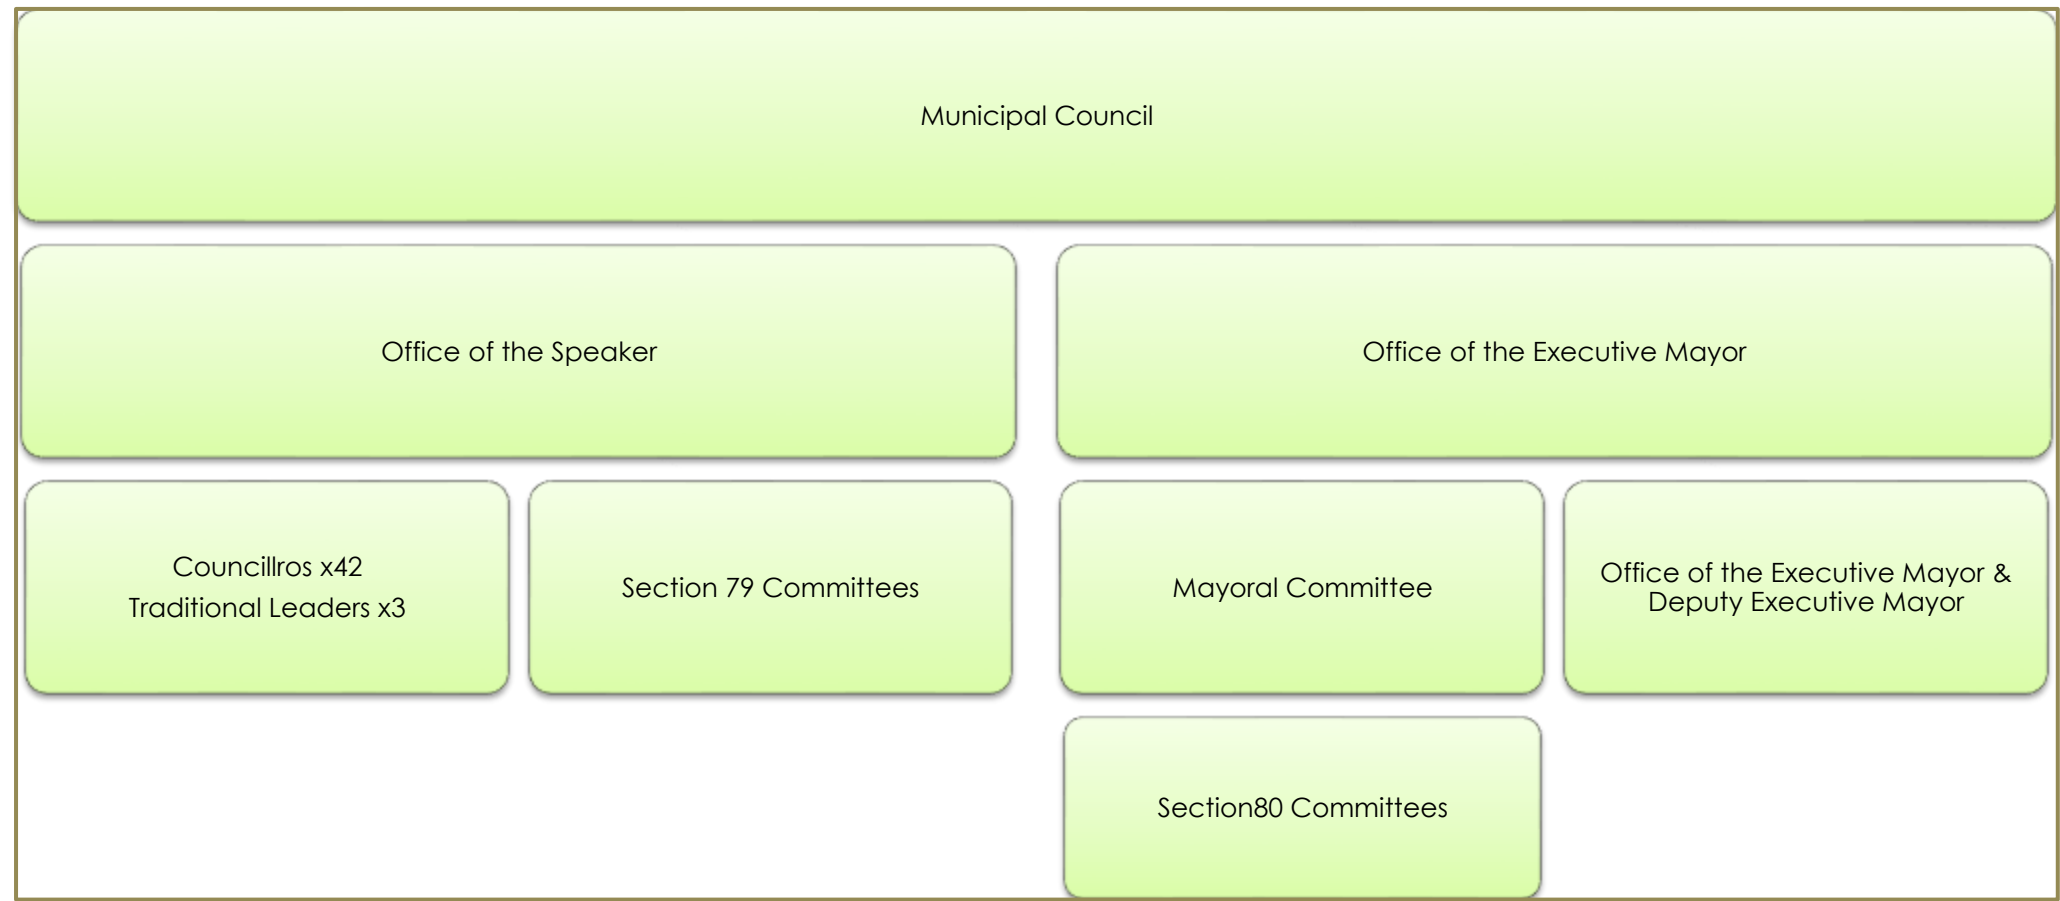 Municipal Council
Office of the Speaker
Office of the Executive Mayor
Councillros x42
Traditional Leaders x3
Section 79 Committees
Mayoral Committee
Office of the Executive Mayor &
Deputy Executive Mayor
Section80 Committees